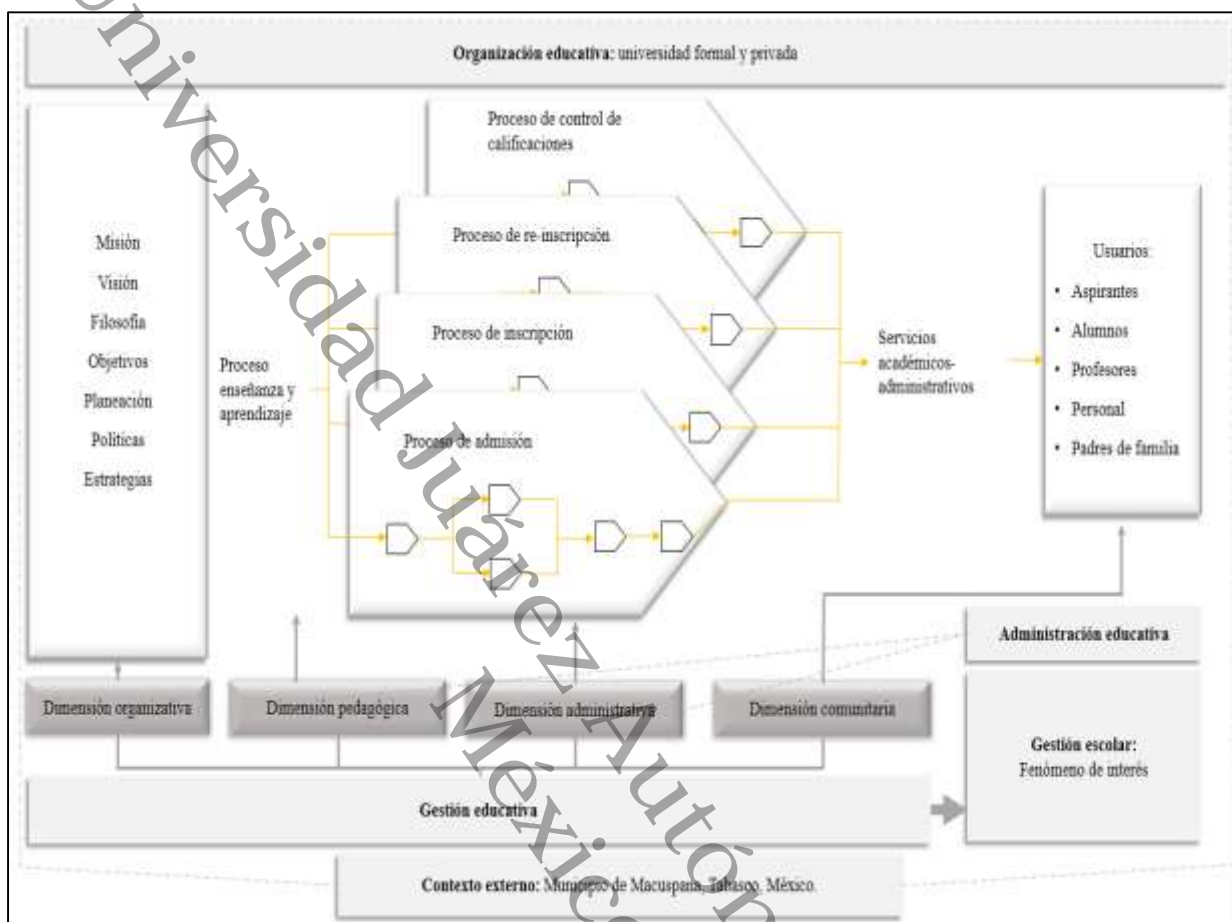 Organización educativa: universidad formal y privada
Misión
Visión
Filosofía
Objetivos
Planeación
Políticas
Estrategias
Proceso
enseñanza y
aprendizaje
Proceso de control de
calificaciones
Proceso de re-inscripción
Proceso de inscripción
Proceso de admisión
Servicios
académicos-
administrativos
Usuarios:
• Aspirantes
• Alumnos
• Profesores
• Personal
• Padres de familia
Administración educativa
Dimensión organizativa
Dimensión pedagógica
Dimensión administrativa
Dimensión comunitaria
Gestión escolar:
Fenómeno de interés
Gestión educativa
Contexto externo: Municipio de Macuspana, Tabasco, México.
Universidad Juárez Autón
México